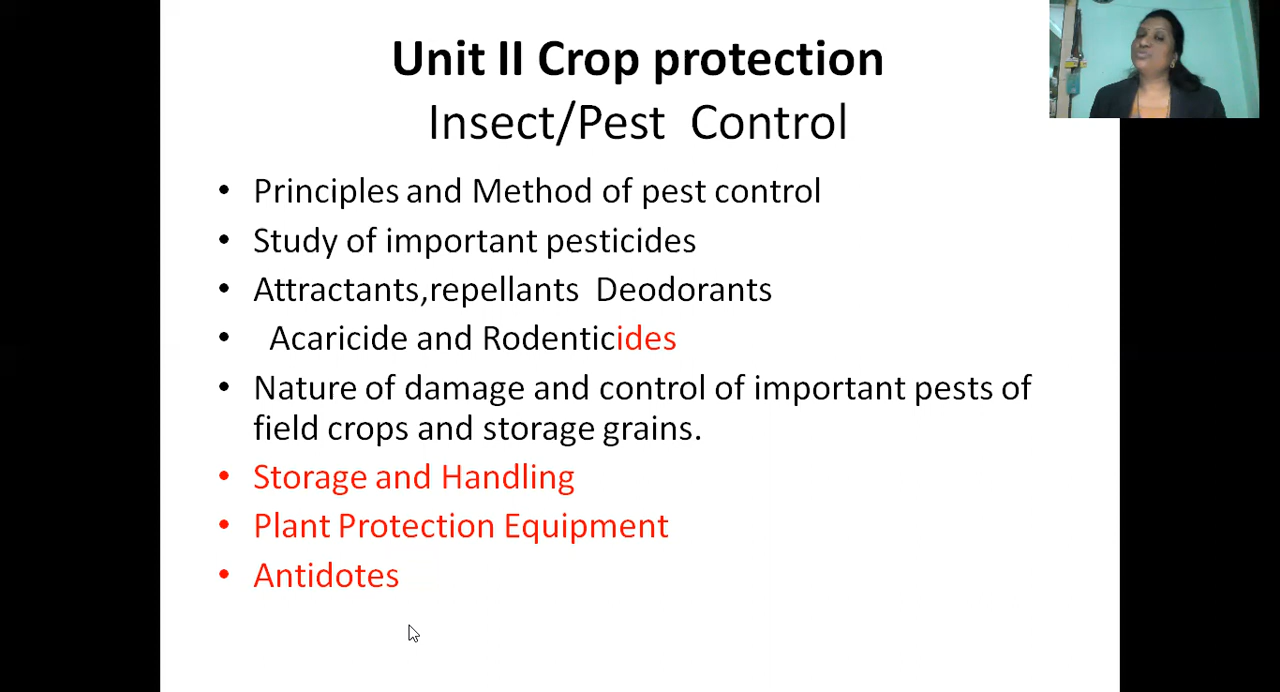 Unit II Crop protection
Insect/Pest Control
• Principles and Method of pest control
• Study of important pesticides
• Attractants,repellants Deodorants
• Acaricide and Rodenticides
• Nature of damage and control of important pests of
field crops and storage grains.
• Storage and Handling
• Plant Protection Equipment
• Antidotes